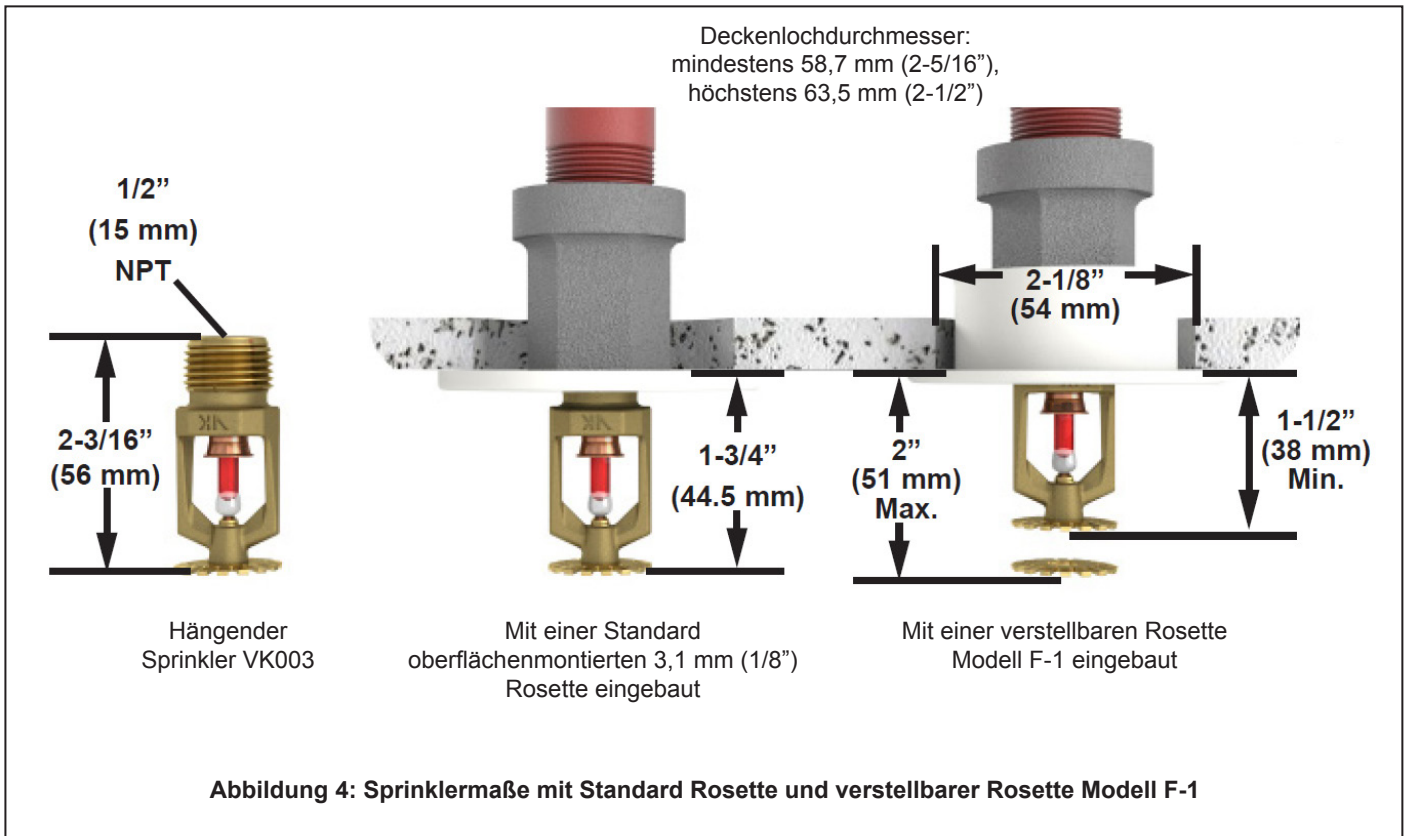 Deckenlochdurchmesser:
mindestens 58,7 mm (2-5/16”),
höchstens 63,5 mm (2-1/2”)
1/2”
(15 mm)
NPT
2-3/16”
(56 mm)
1-3/4”
(44.5 mm)
2”
(51 mm)
Max.
2-1/8”
(54 mm)
1-1/2”
(38 mm)
Min.
VK
VK
Hängender
Sprinkler VK003
Mit einer Standard
oberflächenmontierten 3,1 mm (1/8”)
Rosette eingebaut
Mit einer verstellbaren Rosette
Modell F-1 eingebaut
Abbildung 4: Sprinklermaße mit Standard Rosette und verstellbarer Rosette Modell F-1